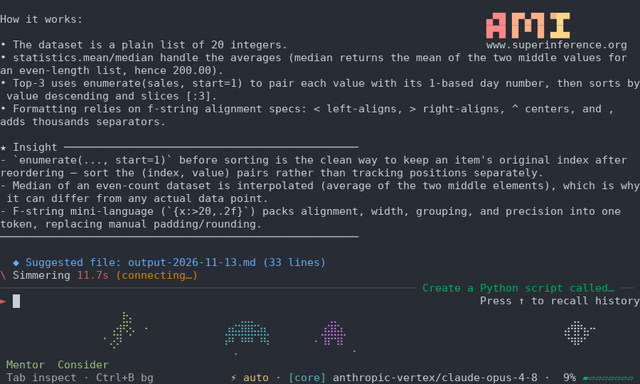 How it works:
AMI
• The dataset is a plain list of 20 integers.
www.superinference.org
• statistics.mean/median handle the averages (median returns the mean of the two middle values for
an even-length list, hence 200.00).
• Top-3 uses enumerate(sales, start=1) to pair each value with its 1-based day number, then sorts by
value descending and slices [:3].
• Formatting relies on f-string alignment specs: < left-aligns, > right-aligns, ^ centers, and ,
adds thousands separators.
★ Insight
- `enumerate(..., start=1)` before sorting is the clean way to keep an item's original index after
reordering — sort the (index, value) pairs rather than tracking positions separately.
- Median of an even-count dataset is interpolated (average of the two middle elements), which is why
it can differ from any actual data point.
- F-string mini-language (`{x:>20,.2f}`) packs alignment, width, grouping, and precision into one
token, replacing manual padding/rounding.
◆ Suggested file: output-2026-11-13.md (33 lines)
\ Simmering 11.7s (connecting…)
Create a Python script called…
► Press ↑ to recall history
Mentor Consider
Tab inspect · Ctrl+B bg ⚡ auto · [core] anthropic-vertex/claude-opus-4-8 · 9%